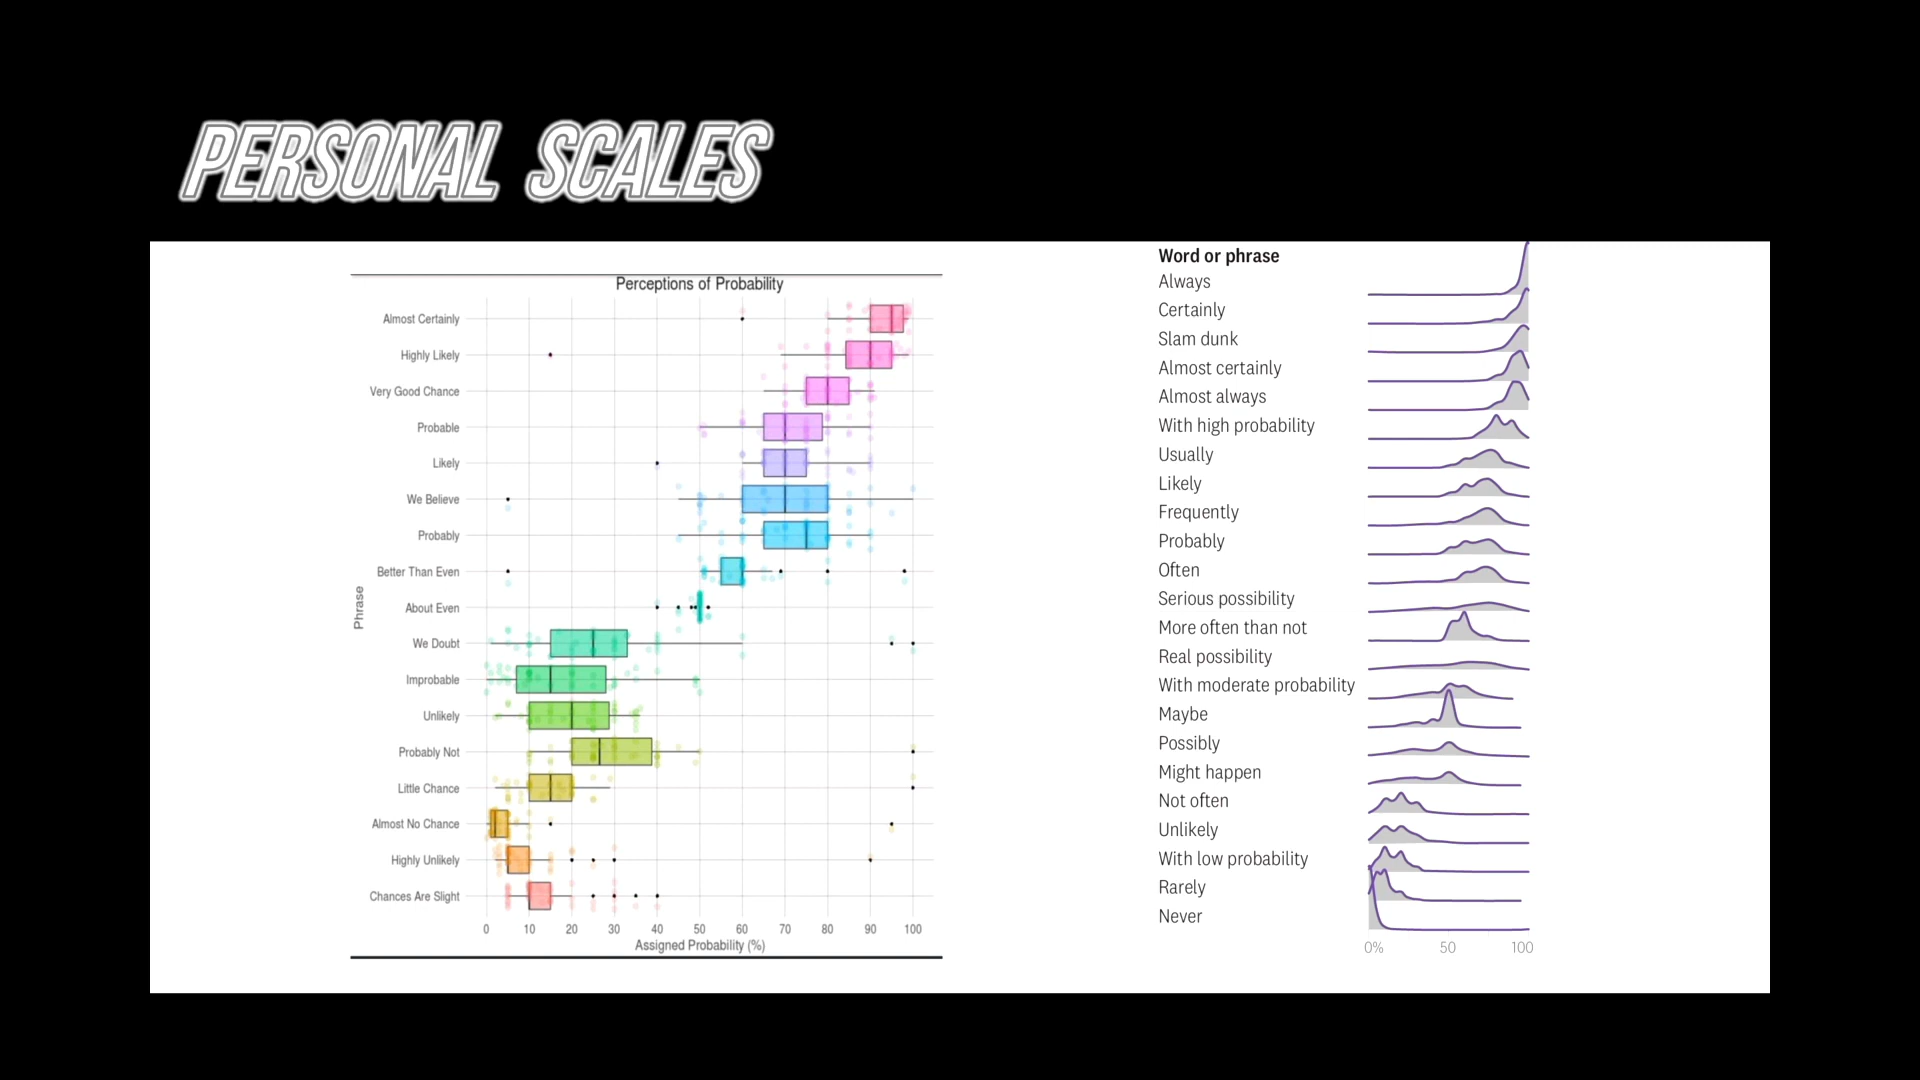 PERSONAL SCALES
Perceptions of Probability
Almost Certainly
Highly Likely
Very Good Chance
Probable
Likely
We Believe
Probably
Better Than Even
About Even
We Doubt
Improbable
Unlikely
Probably Not
Little Chance
Almost No Chance
Highly Unlikely
Chances Are Slight
Phrase
0 10 20 30 40 50 60 70 80 90 100
Assigned Probability (%)
Word or phrase
Always
Certainly
Slam dunk
Almost certainly
Almost always
With high probability
Usually
Likely
Frequently
Probably
Often
Serious possibility
More often than not
Real possibility
With moderate probability
Maybe
Possibly
Might happen
Not often
Unlikely
With low probability
Rarely
Never
0% 50 100